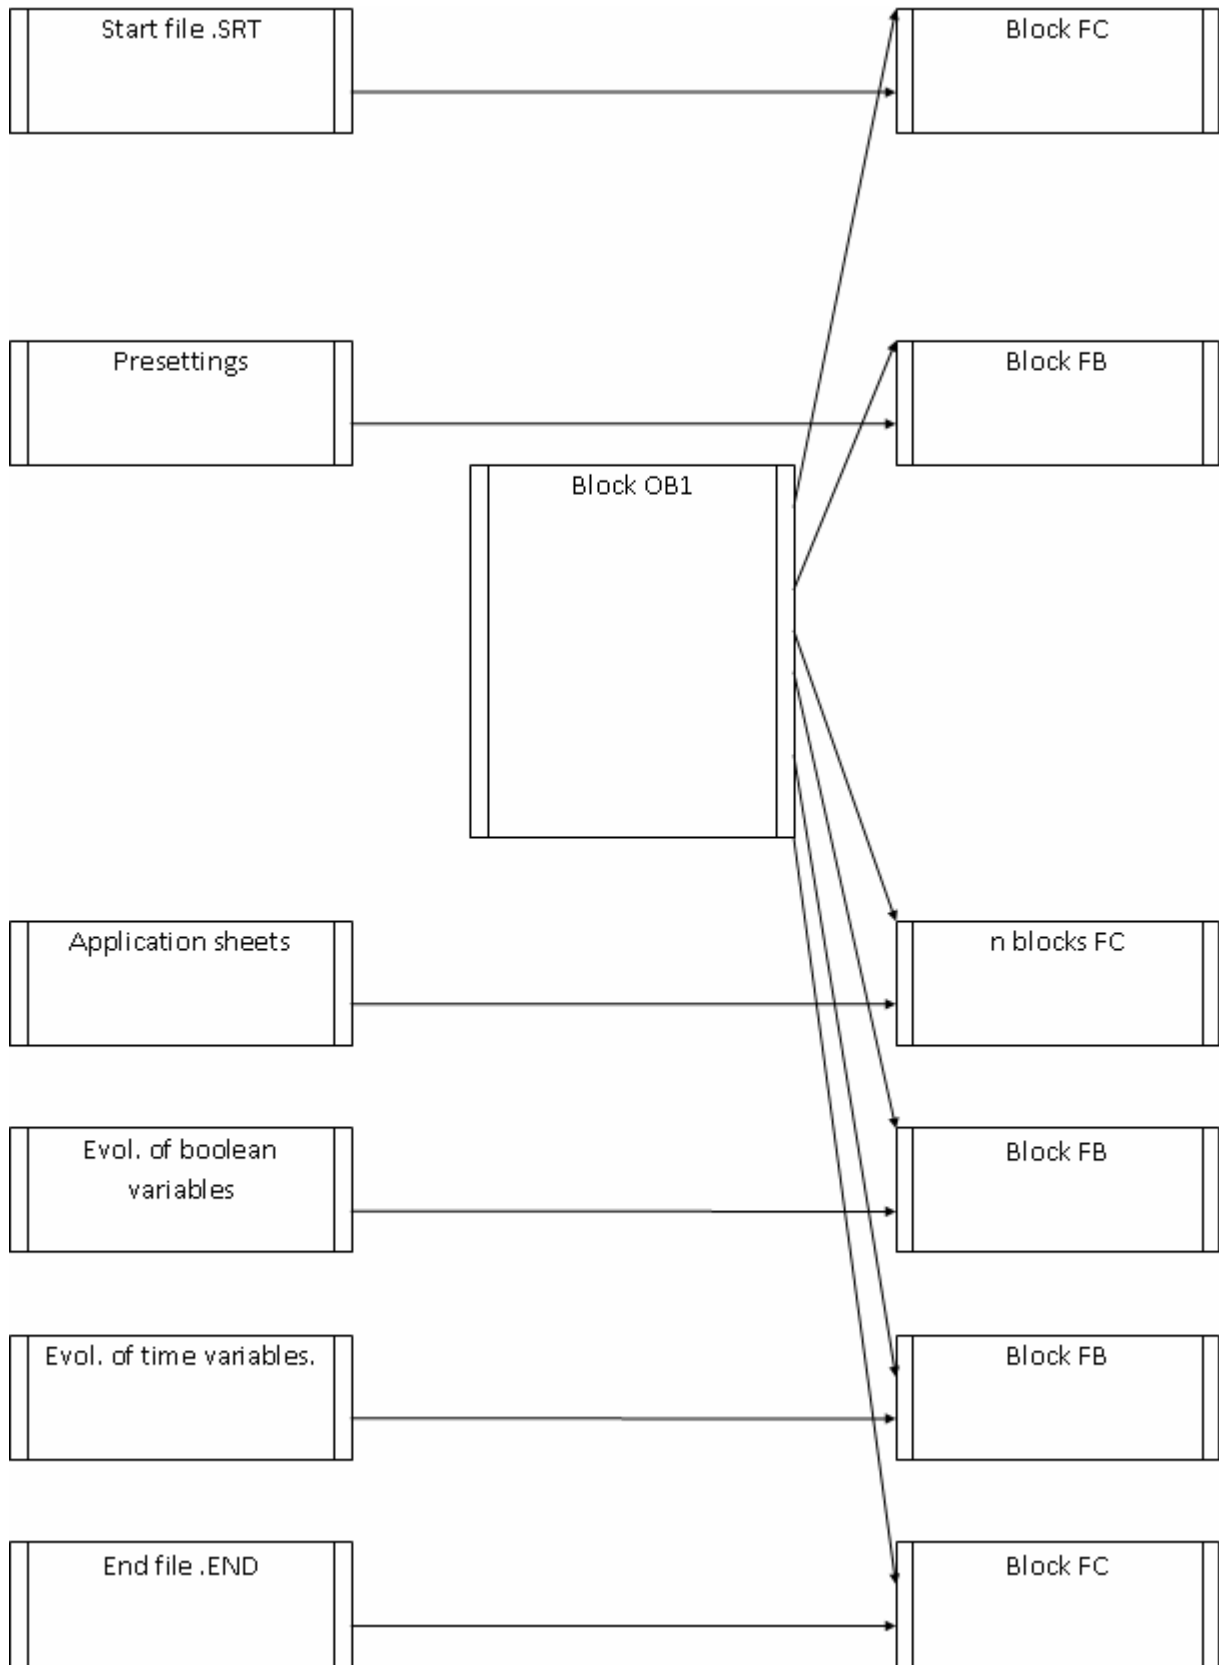 Start file .SRT
Block FC
Presettings
Block FB
Block OB1
Application sheets
n blocks FC
Evol. of boolean
variables
Block FB
Evol. of time variables.
Block FB
End file .END
Block FC